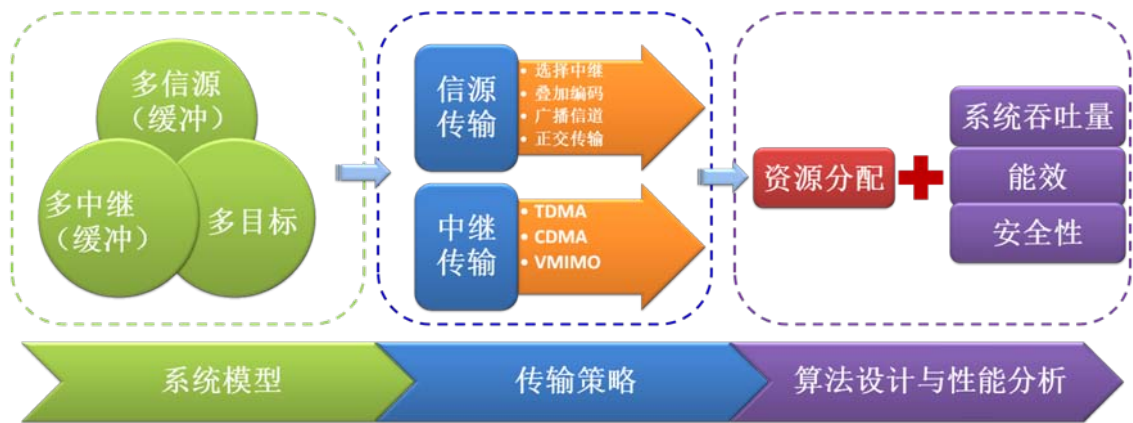 多信源
（缓冲）
多中继
（缓冲）
多目标
信源
传输
• 选择中继
• 叠加编码
• 广播信道
• 正交传输
中继
传输
• TDMA
• CDMA
• VMIMO
资源分配
系统吞吐量
能效
安全性
系统模型
传输策略
算法设计与性能分析